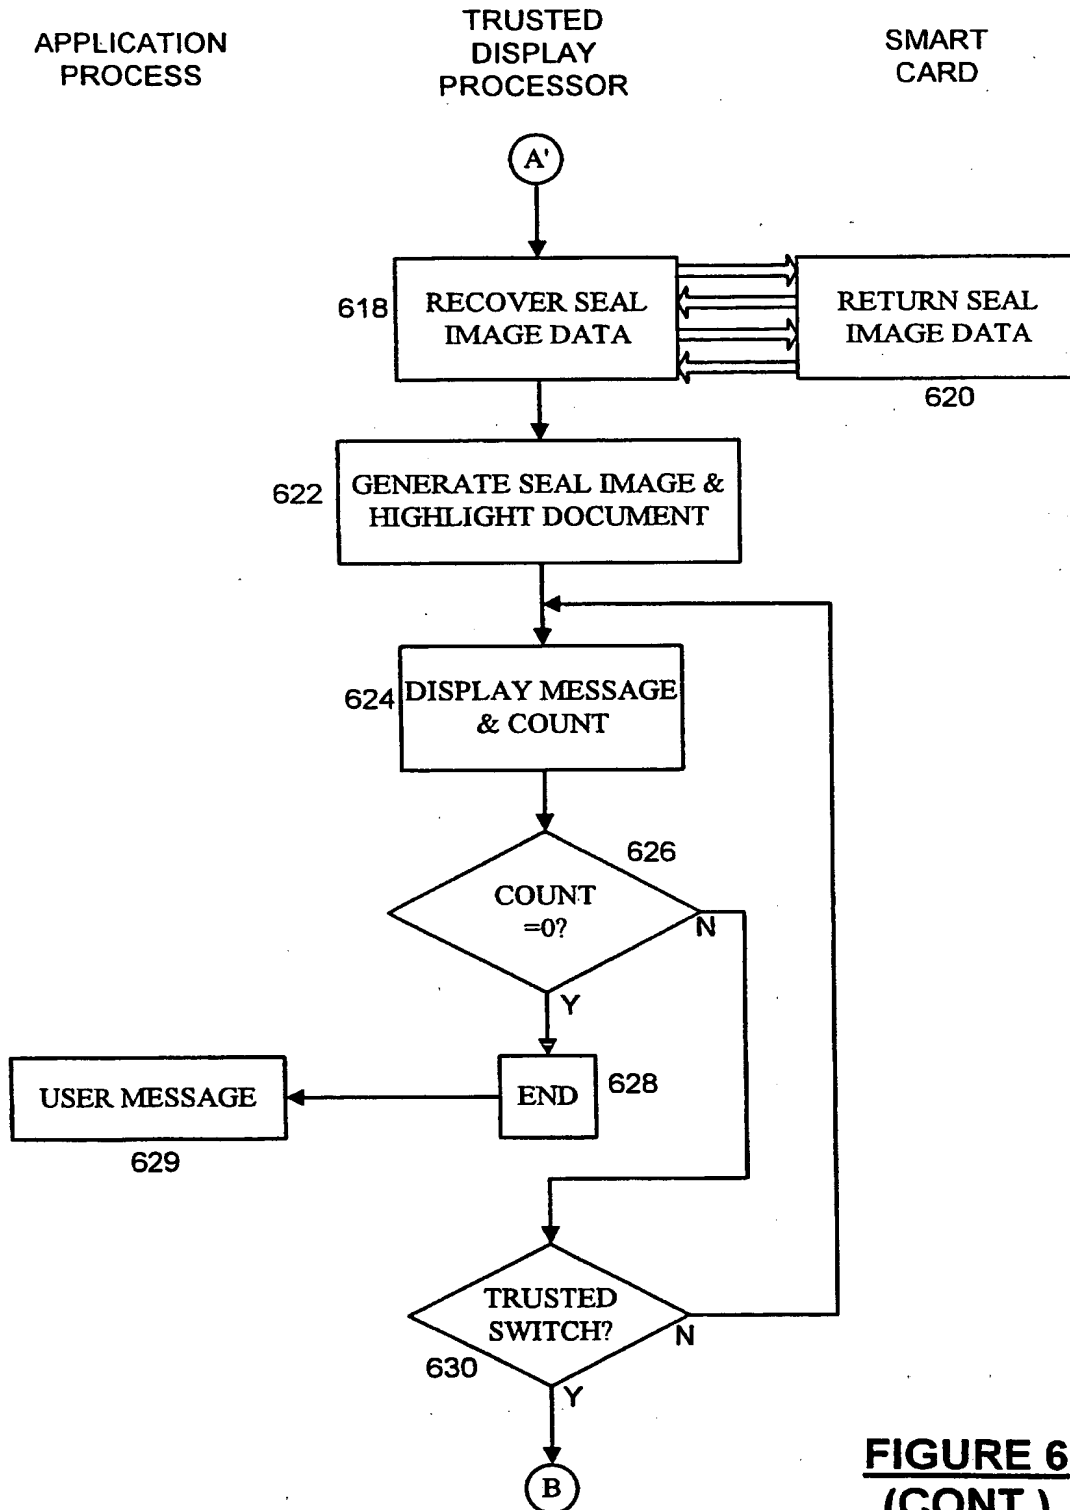 APPLICATION
PROCESS
TRUSTED
DISPLAY
PROCESSOR
SMART
CARD
A'
618
RECOVER SEAL
IMAGE DATA
RETURN SEAL
IMAGE DATA
620
622
GENERATE SEAL IMAGE &
HIGHLIGHT DOCUMENT
624
DISPLAY MESSAGE
& COUNT
626
COUNT
=0?
N
Y
USER MESSAGE
629
END
628
TRUSTED
SWITCH?
N
630
Y
B
FIGURE 6
(CONT.)